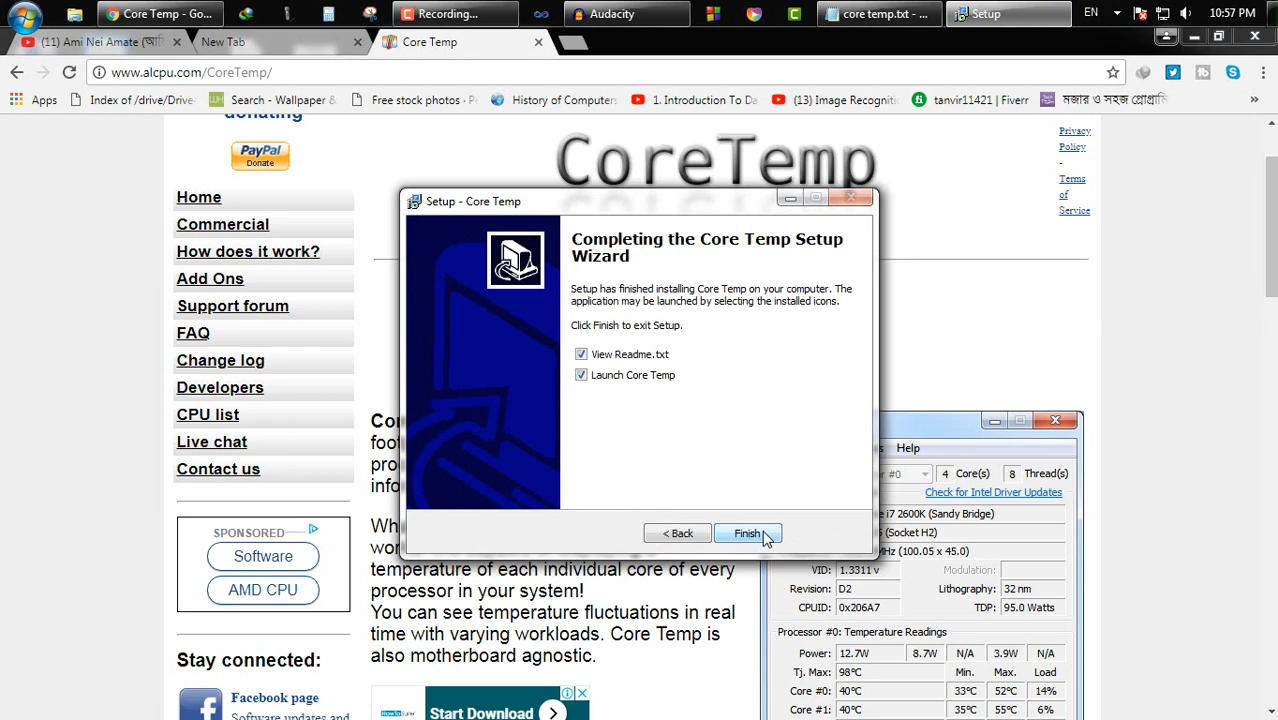 Core Temp - Go...
Recording...
Audacity
core temp.txt - ...
Setup
EN
10:57 PM
(11) Ami Nei Amate (আমি
New Tab
Core Temp
www.alcpu.com/CoreTemp/
Apps
Index of /drive/Drive-
Search - Wallpaper &
Free stock photos - P
History of Computers
1. Introduction To Da
(13) Image Recogniti
tanvir11421 | Fiverr
মজার ও সহজ প্রোগ্রামি
»
donating
PayPal
Donate
Home
Commercial
How does it work?
Add Ons
Support forum
FAQ
Change log
Developers
CPU list
Live chat
Contact us
SPONSORED
Software
AMD CPU
Stay connected:
Facebook page
Software updates and
CoreTemp
Privacy
Policy
-
Terms
of
Service
Setup - Core Temp
Completing the Core Temp Setup
Wizard
Setup has finished installing Core Temp on your computer. The
application may be launched by selecting the installed icons.
Click Finish to exit Setup.
View Readme.txt
Launch Core Temp
< Back
Finish
temperature of each individual core of every
processor in your system!
You can see temperature fluctuations in real
time with varying workloads. Core Temp is
also motherboard agnostic.
Start Download
Help
#0
4 Core(s)
8 Thread(s)
Check for Intel Driver Updates
i7 2600K (Sandy Bridge)
(Socket H2)
MHz (100.05 x 45.0)
VID: 1.3311 v
Modulation:
Revision: D2
Lithography: 32 nm
CPUID: 0x206A7
TDP: 95.0 Watts
Processor #0: Temperature Readings
Power: 12.7W 8.7W N/A 3.9W N/A
Tj. Max: 98°C Min. Max. Load
Core #0: 40°C 33°C 52°C 14%
Core #1: 40°C 35°C 55°C 6%